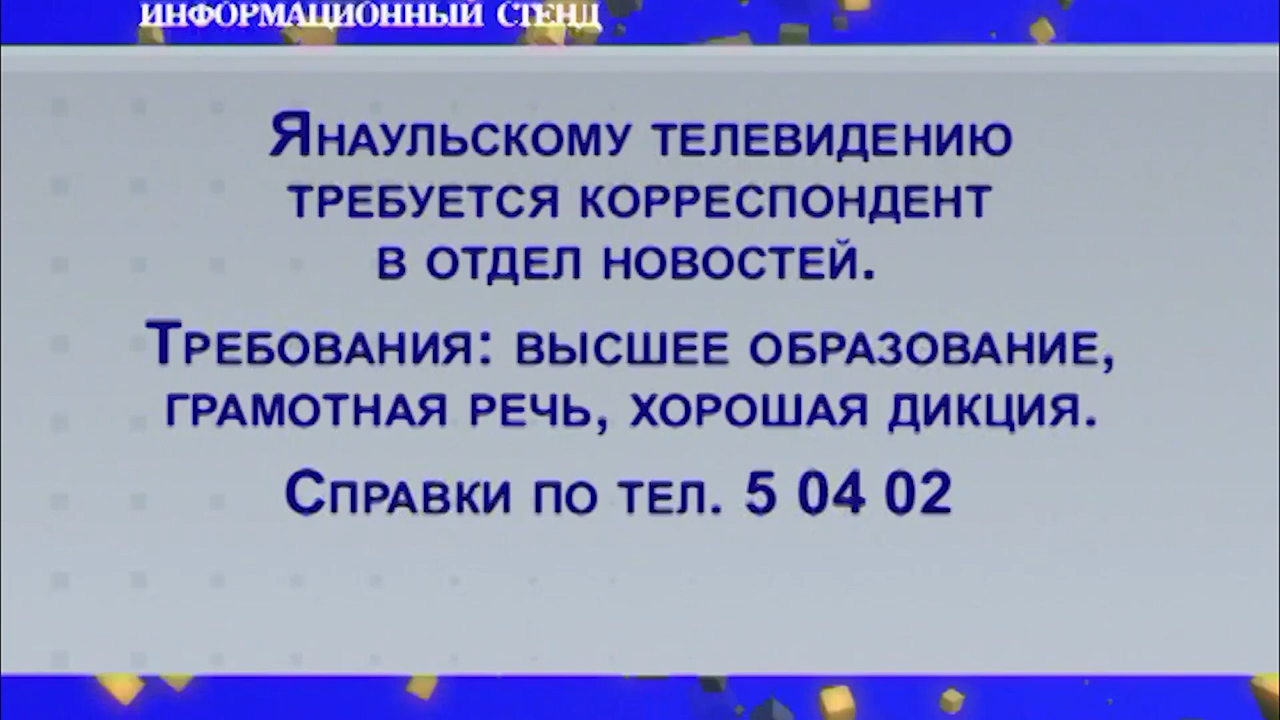 ИНФОРМАЦИОННЫЙ СТЕНД
Янаульскому телевидению
требуется корреспондент
в отдел новостей.
Требования: высшее образование,
грамотная речь, хорошая дикция.
Справки по тел. 5 04 02